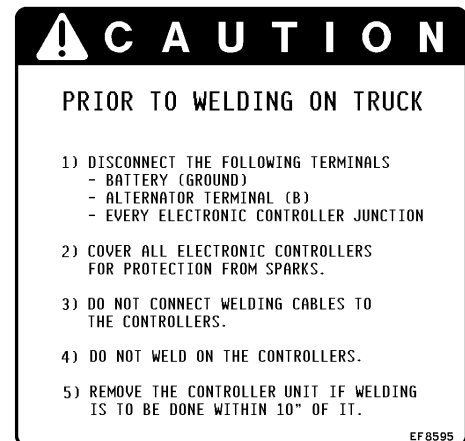 CAUTION
PRIOR TO WELDING ON TRUCK
1) DISCONNECT THE FOLLOWING TERMINALS
- BATTERY (GROUND)
- ALTERNATOR TERMINAL (B)
- EVERY ELECTRONIC CONTROLLER JUNCTION
2) COVER ALL ELECTRONIC CONTROLLERS
FOR PROTECTION FROM SPARKS.
3) DO NOT CONNECT WELDING CABLES TO
THE CONTROLLERS.
4) DO NOT WELD ON THE CONTROLLERS.
5) REMOVE THE CONTROLLER UNIT IF WELDING
IS TO BE DONE WITHIN 10" OF IT.
EF8595